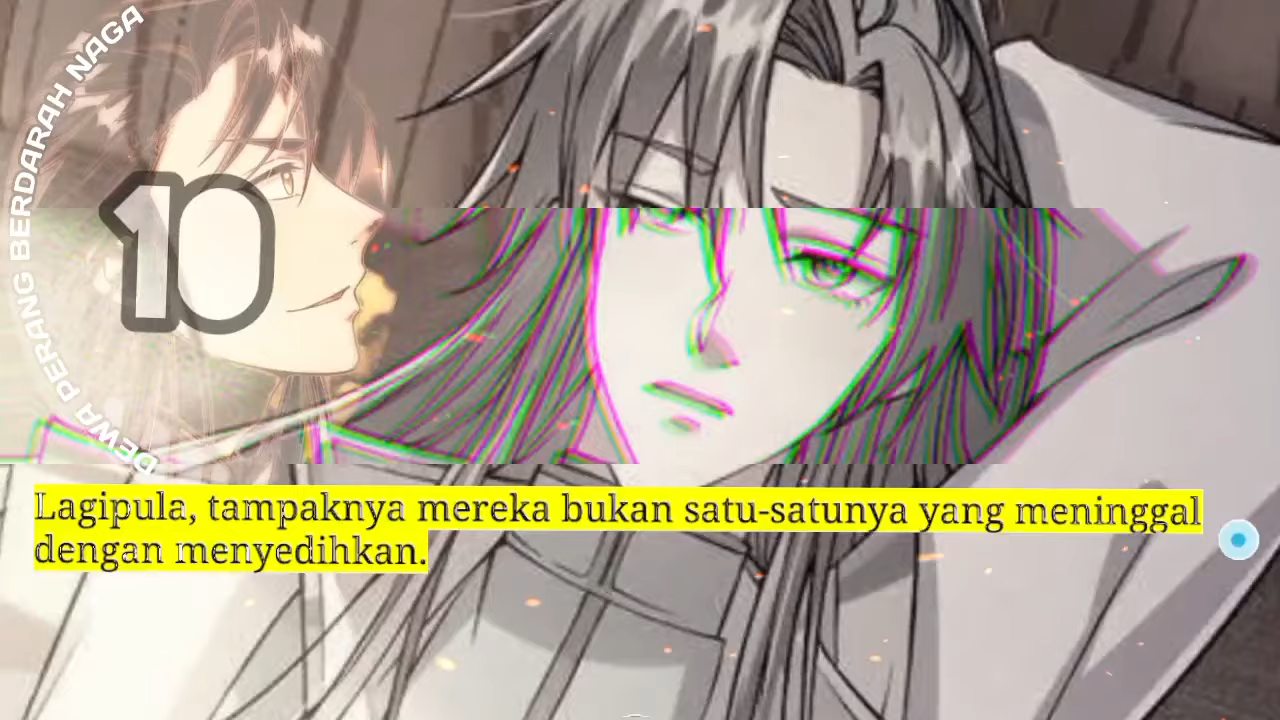 DEWA PERANG BERDARAH NAGA
10
Lagipula, tampaknya mereka bukan satu-satunya yang meninggal
dengan menyedihkan.